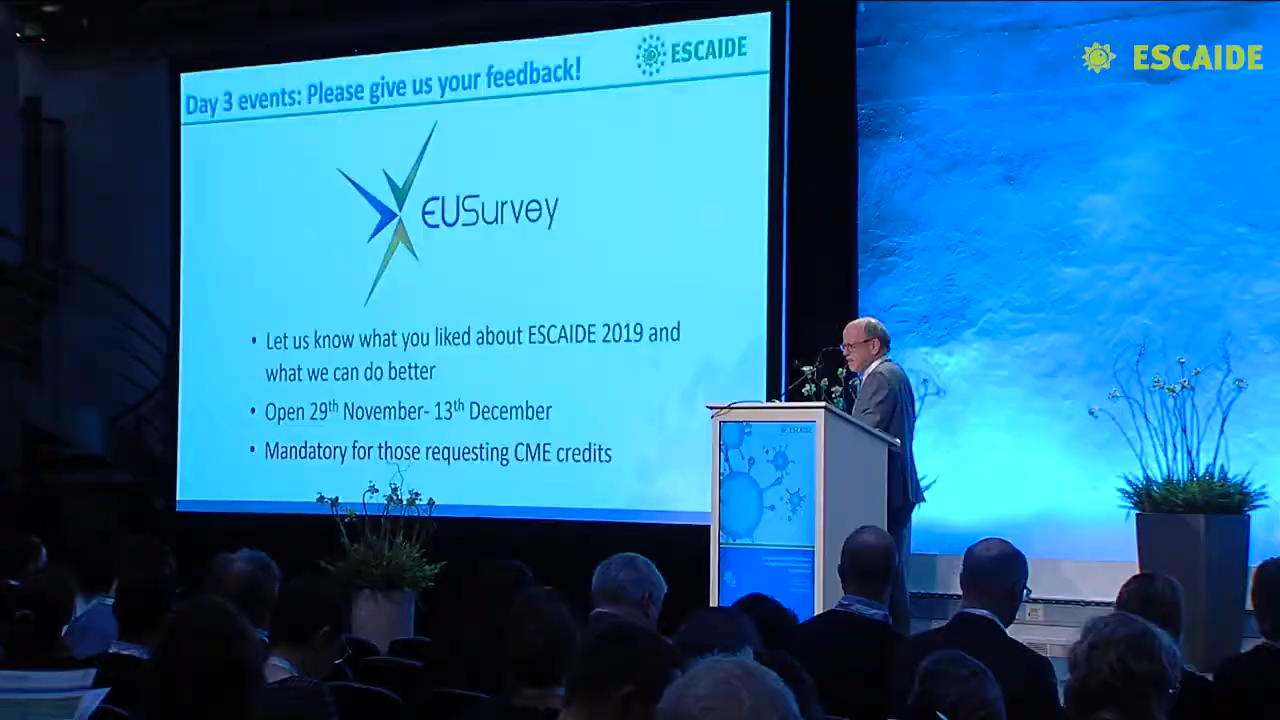 Day 3 events: Please give us your feedback!
ESCAIDE
ESCAIDE
EUSurvey
• Let us know what you liked about ESCAIDE 2019 and
what we can do better
• Open 29th November- 13th December
• Mandatory for those requesting CME credits
ESCAIDE